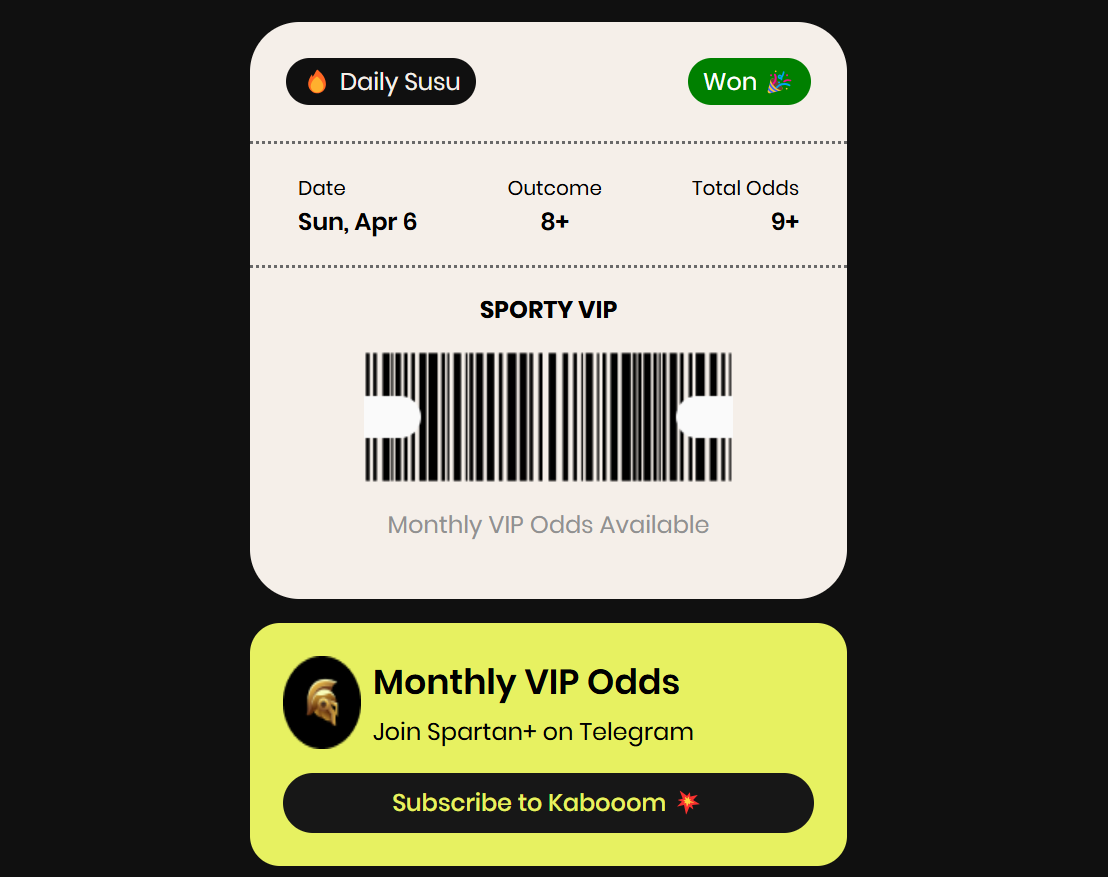 🔥 Daily Susu
Won 🎉
Date
Outcome
Total Odds
Sun, Apr 6
8+
9+
SPORTY VIP
Monthly VIP Odds Available
Monthly VIP Odds
Join Spartan+ on Telegram
Subscribe to Kabooom 💥